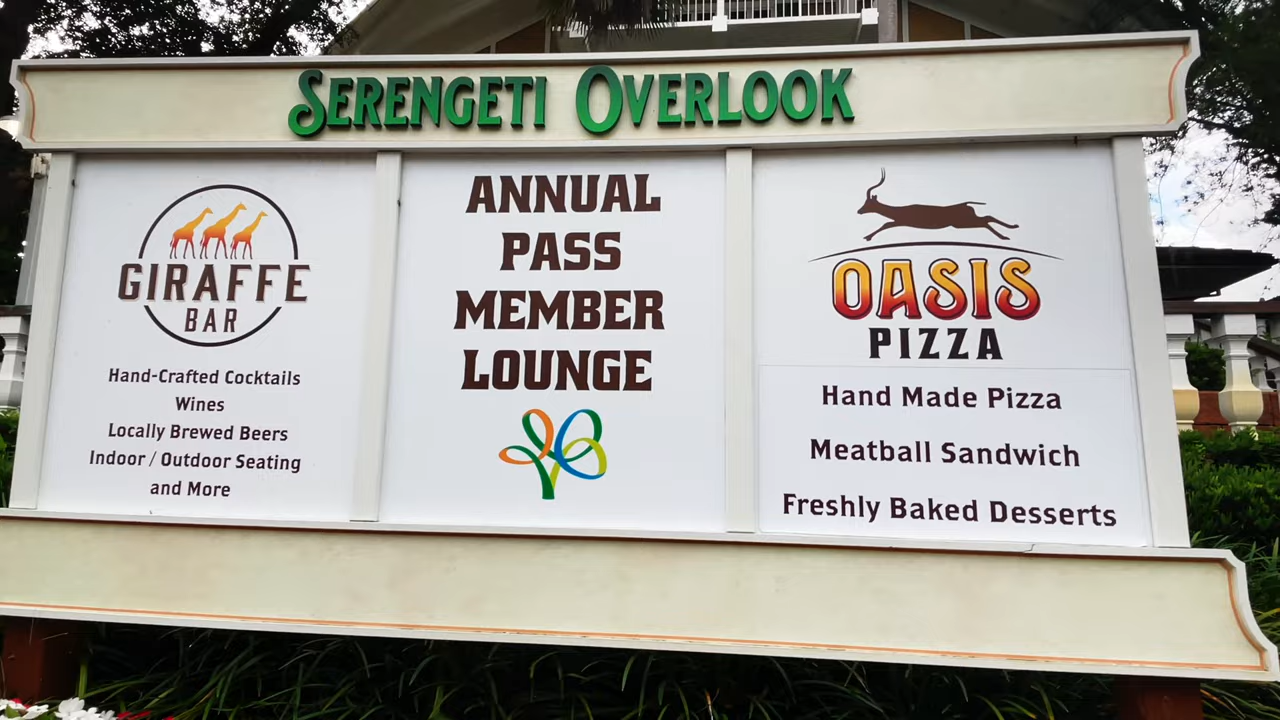 SERENGETI OVERLOOK
GIRAFFE
BAR
Hand-Crafted Cocktails
Wines
Locally Brewed Beers
Indoor / Outdoor Seating
and More
ANNUAL
PASS
MEMBER
LOUNGE
OASIS
PIZZA
Hand Made Pizza
Meatball Sandwich
Freshly Baked Desserts